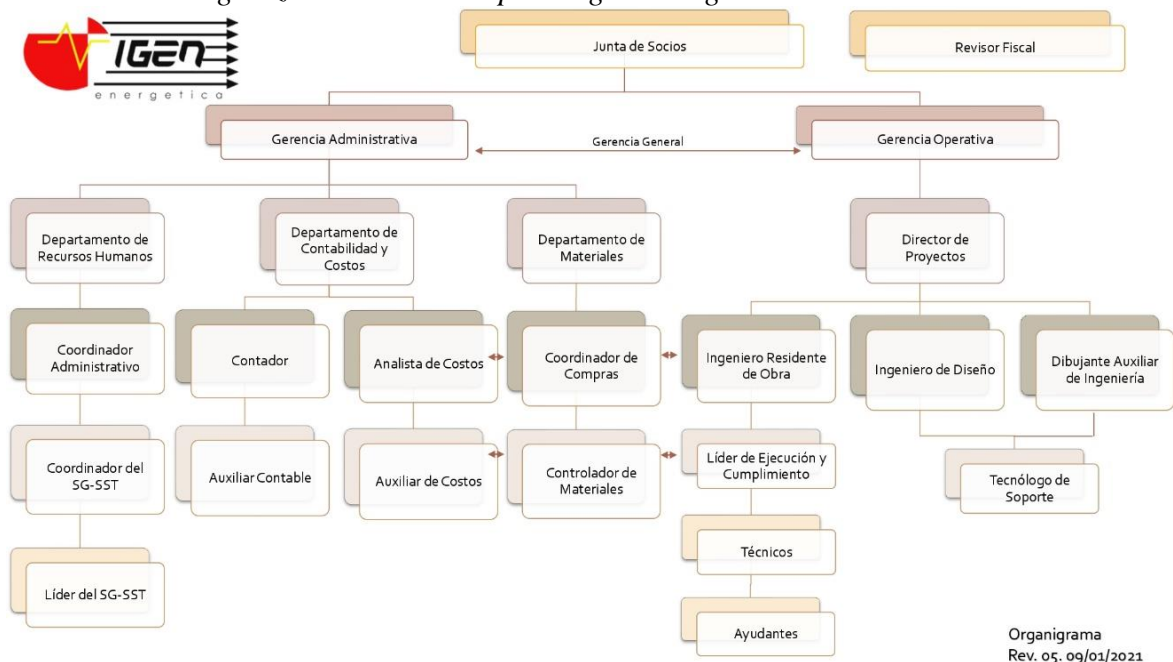 IGEN
energetica
Junta de Socios
Revisor Fiscal
Gerencia Administrativa
Gerencia General
Gerencia Operativa
Departamento de
Recursos Humanos
Departamento de
Contabilidad y
Costos
Departamento de
Materiales
Director de
Proyectos
Coordinador
Administrativo
Contador
Analista de Costos
Coordinador de
Compras
Ingeniero Residente
de Obra
Ingeniero de Diseño
Dibujante Auxiliar
de Ingeniería
Coordinador del
SG-SST
Auxiliar Contable
Auxiliar de Costos
Controlador de
Materiales
Líder de Ejecución y
Cumplimiento
Tecnólogo de
Soporte
Líder del SG-SST
Técnicos
Ayudantes
Organigrama
Rev. 05. 09/01/2021